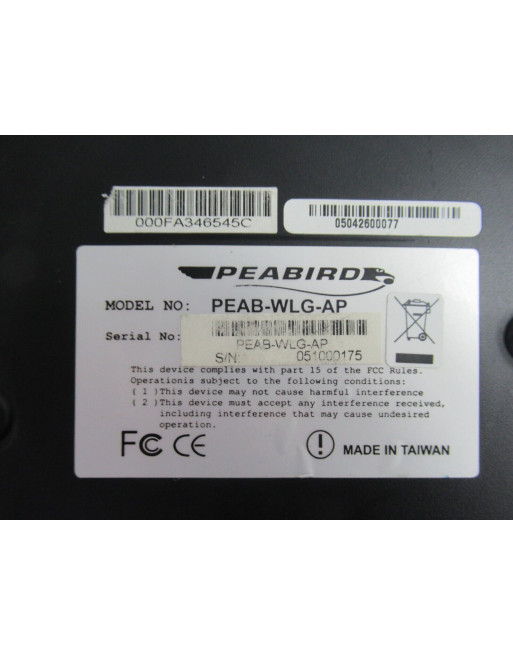 000FA346545C
05042600077
PEABIRD
MODEL NO: PEAB-WLG-AP
Serial No:
PEAB-WLG-AP
S/N: 051000175
This device complies with part 15 of the FCC Rules.
Operationis subject to the following conditions:
( 1 ) This device may not cause harmful interference
( 2 ) This device must accept any interference received,
including interference that may cause undesired
operation.
FC CE
MADE IN TAIWAN